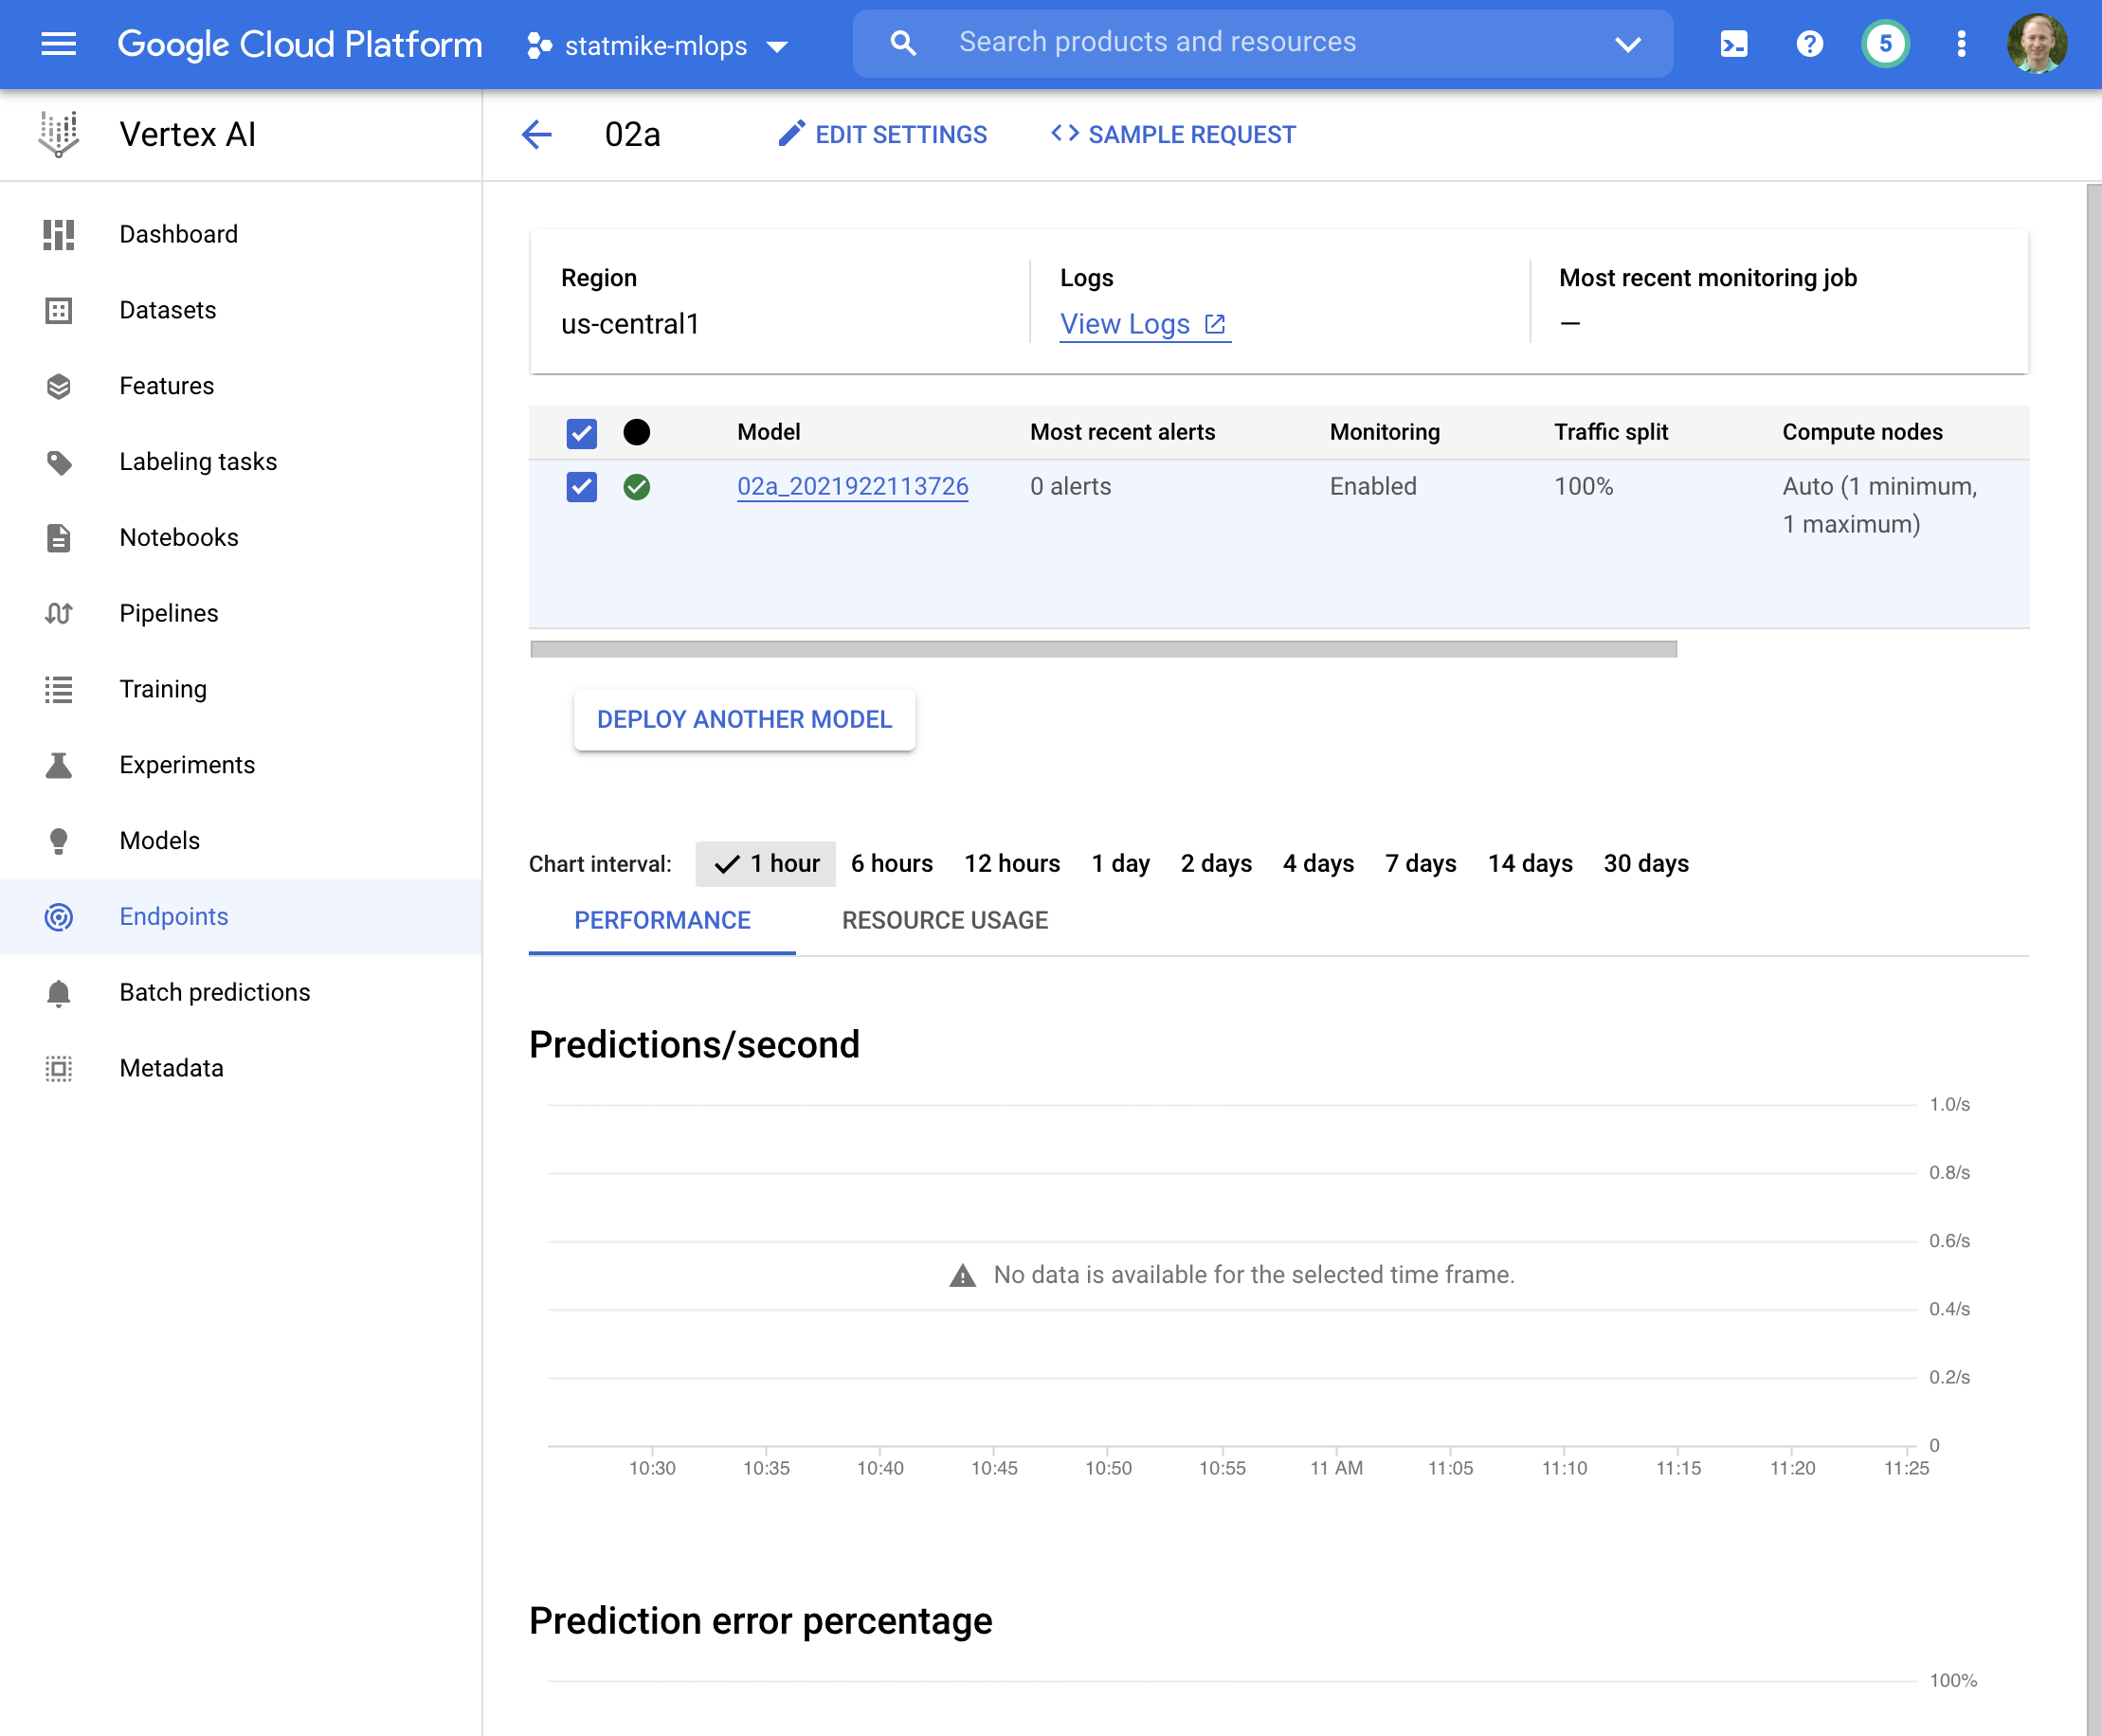 Google Cloud Platform
statmike-mlops
Search products and resources
5
Vertex AI
02a
EDIT SETTINGS
SAMPLE REQUEST
Dashboard
Datasets
Features
Labeling tasks
Notebooks
Pipelines
Training
Experiments
Models
Endpoints
Batch predictions
Metadata
Region
us-central1
Logs
View Logs
Most recent monitoring job
—
Model Most recent alerts Monitoring Traffic split Compute nodes
02a_2021922113726 0 alerts Enabled 100% Auto (1 minimum,
1 maximum)
DEPLOY ANOTHER MODEL
Chart interval: 1 hour 6 hours 12 hours 1 day 2 days 4 days 7 days 14 days 30 days
PERFORMANCE RESOURCE USAGE
Predictions/second
1.0/s
0.8/s
0.6/s
No data is available for the selected time frame.
0.4/s
0.2/s
0
10:30 10:35 10:40 10:45 10:50 10:55 11 AM 11:05 11:10 11:15 11:20 11:25
Prediction error percentage
100%